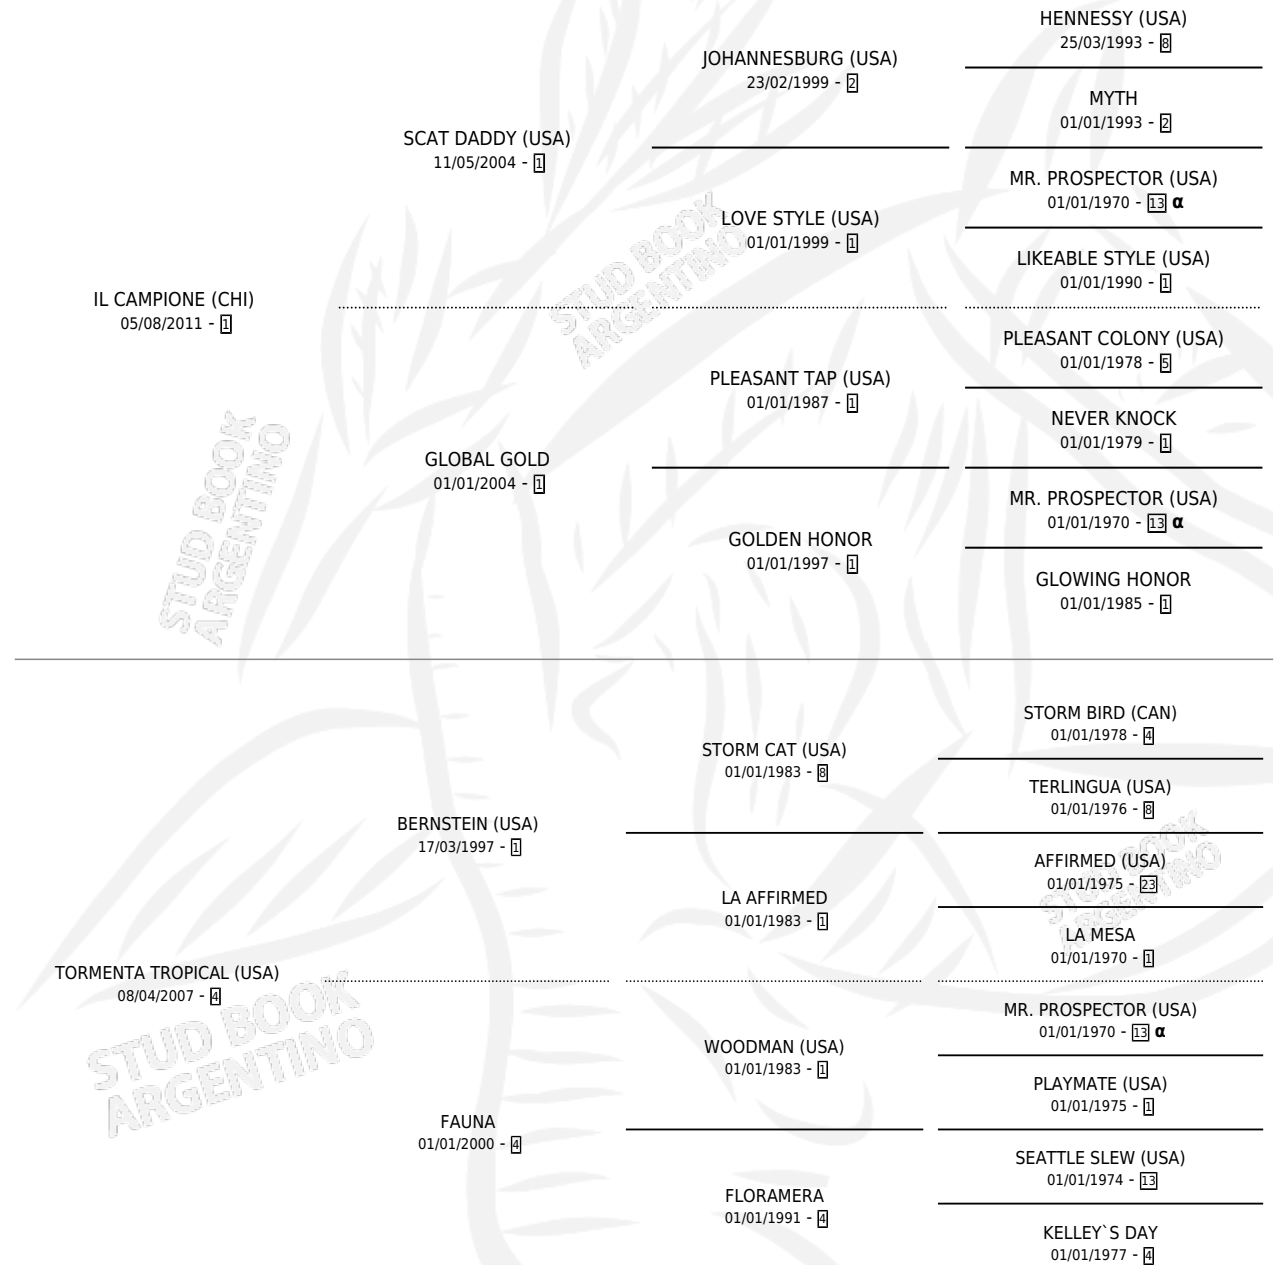 HENNESSY (USA)
25/03/1993 - 8
JOHANNESBURG (USA)
23/02/1999 - 2
MYTH
01/01/1993 - 2
SCAT DADDY (USA)
11/05/2004 - 1
MR. PROSPECTOR (USA)
01/01/1970 - 13 α
LOVE STYLE (USA)
01/01/1999 - 1
LIKEABLE STYLE (USA)
01/01/1990 - 1
IL CAMPIONE (CHI)
05/08/2011 - 1
PLEASANT COLONY (USA)
01/01/1978 - 5
PLEASANT TAP (USA)
01/01/1987 - 1
NEVER KNOCK
01/01/1979 - 1
GLOBAL GOLD
01/01/2004 - 1
MR. PROSPECTOR (USA)
01/01/1970 - 13 α
GOLDEN HONOR
01/01/1997 - 1
GLOWING HONOR
01/01/1985 - 1
STORM BIRD (CAN)
01/01/1978 - 4
STORM CAT (USA)
01/01/1983 - 8
TERLINGUA (USA)
01/01/1976 - 8
BERNSTEIN (USA)
17/03/1997 - 1
AFFIRMED (USA)
01/01/1975 - 23
LA AFFIRMED
01/01/1983 - 1
LA MESA
01/01/1970 - 1
TORMENTA TROPICAL (USA)
08/04/2007 - 4
MR. PROSPECTOR (USA)
01/01/1970 - 13 α
WOODMAN (USA)
01/01/1983 - 1
PLAYMATE (USA)
01/01/1975 - 1
FAUNA
01/01/2000 - 4
SEATTLE SLEW (USA)
01/01/1974 - 13
FLORAMERA
01/01/1991 - 4
KELLEY`S DAY
01/01/1977 - 4
STUD BOOK
ARGENTINO
STUD BOOK
ARGENTINO
STUD BOOK
ARGENTINO
STUD BOOK
ARGENTINO